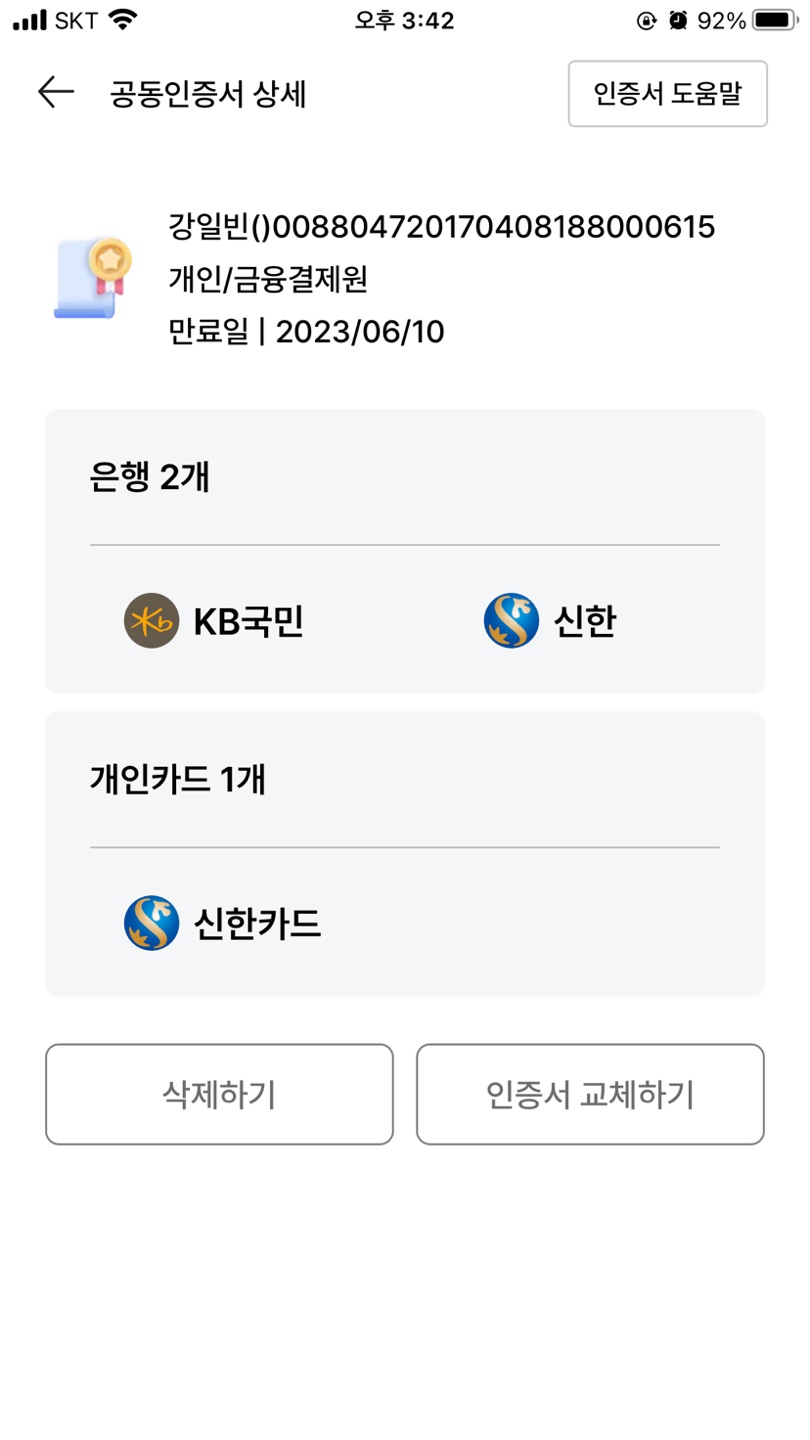 SKT 오후 3:42 92%
공동인증서 상세 인증서 도움말
강일빈()008804720170408188000615
개인/금융결제원
만료일 | 2023/06/10
은행 2개
KB국민 신한
개인카드 1개
신한카드
삭제하기 인증서 교체하기